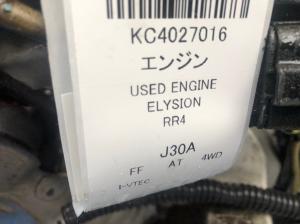 KC4027016
エンジン
USED ENGINE
ELYSION
RR4
J30A
FF AT 4WD
I-VTEC